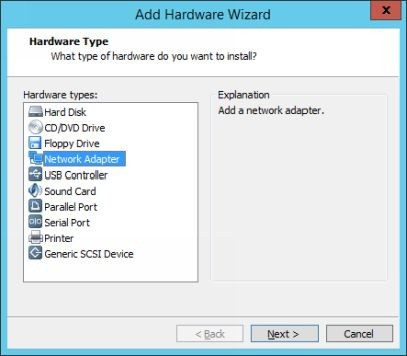 Add Hardware Wizard
x
Hardware Type
What type of hardware do you want to install?
Hardware types:
Explanation
Hard Disk
Add a network adapter.
CD/DVD Drive
Floppy Drive
Network Adapter
USB Controller
Sound Card
Parallel Port
Serial Port
Printer
Generic SCSI Device
< Back
Next >
Cancel